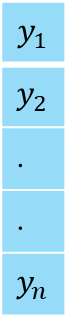 y₁
y₂
.
.
yₙ